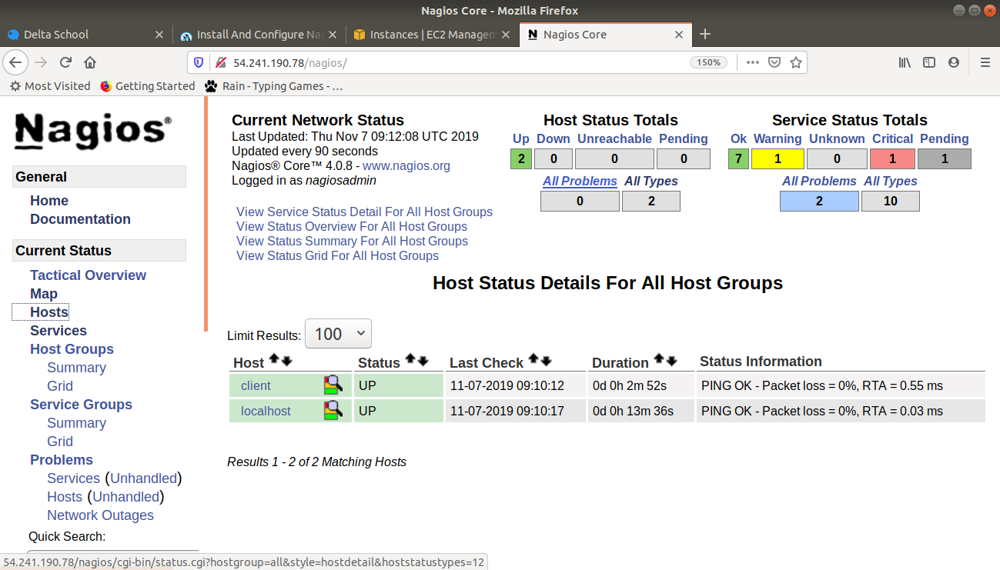 Nagios Core - Mozilla Firefox
Delta School
Install And Configure Na
Instances | EC2 Managem
Nagios Core
54.241.190.78/nagios/
150%
Most Visited
Getting Started
Rain - Typing Games - …
Nagios®
General
Home
Documentation
Current Status
Tactical Overview
Map
Hosts
Services
Host Groups
Summary
Grid
Service Groups
Summary
Grid
Problems
Services (Unhandled)
Hosts (Unhandled)
Network Outages
Quick Search:
Current Network Status
Last Updated: Thu Nov 7 09:12:08 UTC 2019
Updated every 90 seconds
Nagios® Core™ 4.0.8 - www.nagios.org
Logged in as nagiosadmin
View Service Status Detail For All Host Groups
View Status Overview For All Host Groups
View Status Summary For All Host Groups
View Status Grid For All Host Groups
Host Status Totals
Up Down Unreachable Pending
2 0 0 0
All Problems All Types
0 2
Service Status Totals
Ok Warning Unknown Critical Pending
7 1 0 1 1
All Problems All Types
2 10
Host Status Details For All Host Groups
Limit Results: 100
Host Status Last Check Duration Status Information
client UP 11-07-2019 09:10:12 0d 0h 2m 52s PING OK - Packet loss = 0%, RTA = 0.55 ms
localhost UP 11-07-2019 09:10:17 0d 0h 13m 36s PING OK - Packet loss = 0%, RTA = 0.03 ms
Results 1 - 2 of 2 Matching Hosts
54.241.190.78/nagios/cgi-bin/status.cgi?hostgroup=all&style=hostdetail&hoststatustypes=12